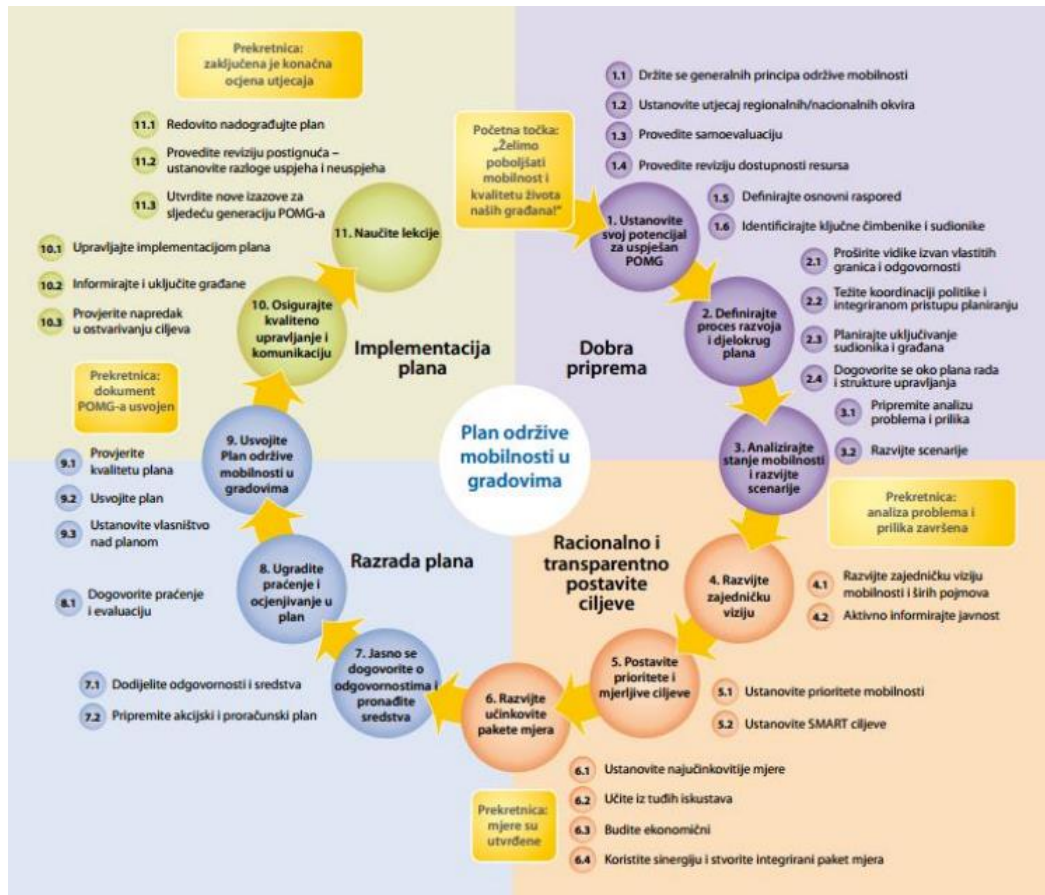 Prekretnica:
zaključena je konačna
ocjena utjecaja
11.1 Redovito nadograđujte plan
11.2 Provedite reviziju postignuća –
ustanovite razloge uspjeha i neuspjeha
11.3 Utvrdite nove izazove za
sljedeću generaciju POMG-a
11. Naučite lekcije
10.1 Upravljajte implementacijom plana
10.2 Informirajte i uključite građane
10.3 Provjerite napredak
u ostvarivanju ciljeva
10. Osigurajte
kvaliteno
upravljanje i
komunikaciju
Implementacija
plana
Početna točka:
„Želimo
poboljšati
mobilnost i
kvalitetu života
naših građana!"
1.1 Držite se generalnih principa održive mobilnosti
1.2 Ustanovite utjecaj regionalnih/nacionalnih okvira
1.3 Provedite samoevaluaciju
1.4 Provedite reviziju dostupnosti resursa
1.5 Definirajte osnovni raspored
1.6 Identificirajte ključne čimbenike i sudionike
1. Ustanovite
svoj potencijal
za uspješan
POMG
2.1 Proširite vidike izvan vlastitih
granica i odgovornosti
2.2 Težite koordinaciji politike i
integriranom pristupu planiranju
2.3 Planirajte uključivanje
sudionika i građana
2.4 Dogovorite se oko plana rada
i strukture upravljanja
2. Definirajte
proces razvoja
i djelokrug
plana
Dobra
priprema
3.1 Pripremite analizu
problema i prilika
3.2 Razvijte scenarije
3. Analizirajte
stanje mobilnosti
i razvijte
scenarije
Plan održive
mobilnosti u
gradovima
Prekretnica:
dokument
POMG-a usvojen
9.1 Provjerite
kvalitetu plana
9.2 Usvojite plan
9.3 Ustanovite vlasništvo
nad planom
9. Usvojite
Plan održive
mobilnosti u
gradovima
8.1 Dogovorite praćenje
i evaluaciju
8. Ugradite
praćenje i
ocjenjivanje u
plan
Razrada plana
7.1 Dodijelite odgovornosti i sredstva
7.2 Pripremite akcijski i proračunski plan
7. Jasno se
dogovorite o
odgovornostima i
pronađite
sredstva
Prekretnica:
analiza problema i
prilika završena
Racionalno i
transparentno
postavite
ciljeve
4. Razvijte
zajedničku
viziju
4.1 Razvijte zajedničku viziju
mobilnosti i širih pojmova
4.2 Aktivno informirajte javnost
5. Postavite
prioritete i
mjerljive ciljeve
5.1 Ustanovite prioritete mobilnosti
5.2 Ustanovite SMART ciljeve
6. Razvijte
učinkovite
pakete mjera
6.1 Ustanovite najučinkovitije mjere
6.2 Učite iz tuđih iskustava
6.3 Budite ekonomični
6.4 Koristite sinergiju i stvorite integrirani paket mjera
Prekretnica:
mjere su
utvrđene